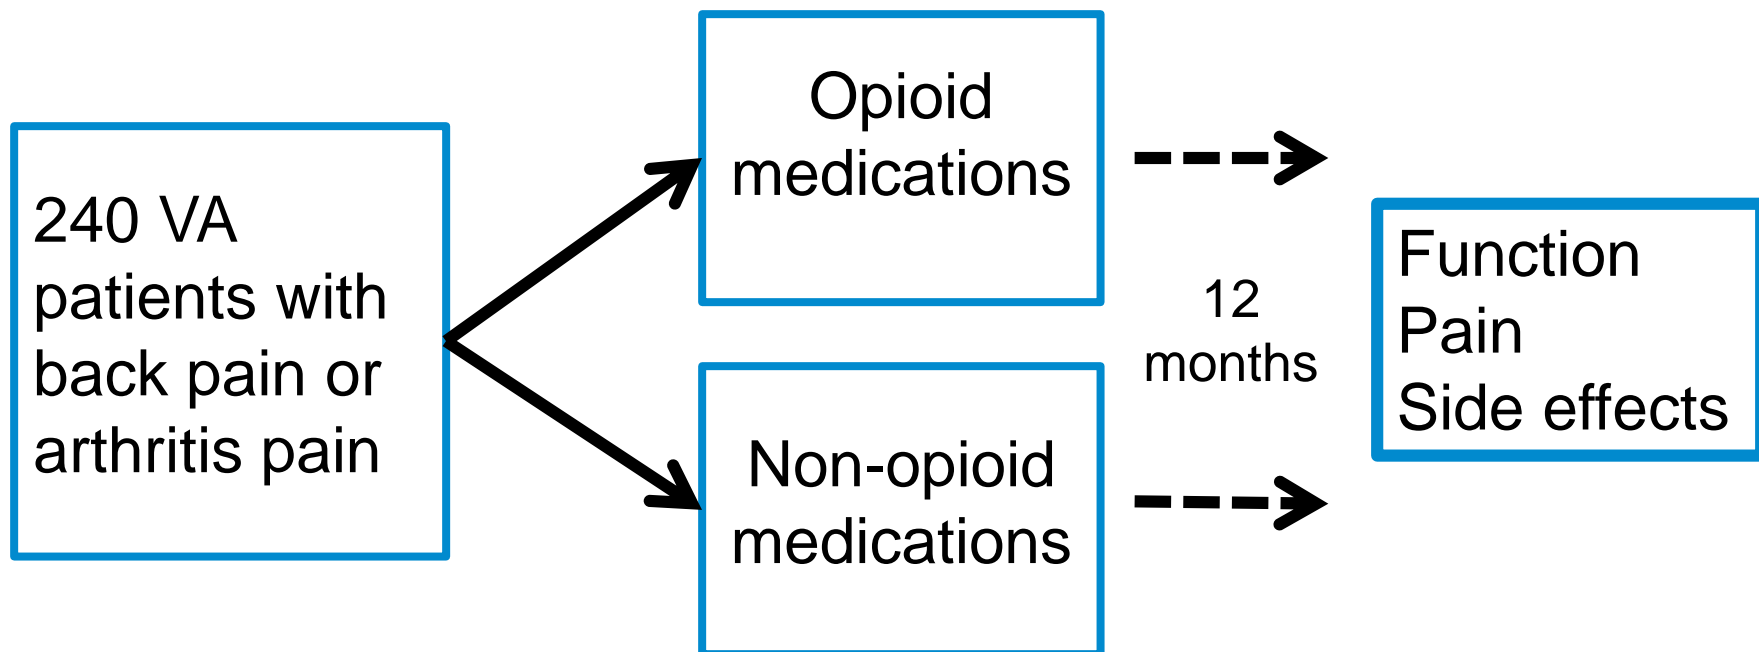 240 VA
patients with
back pain or
arthritis pain
Opioid
medications
Non-opioid
medications
12
months
Function
Pain
Side effects